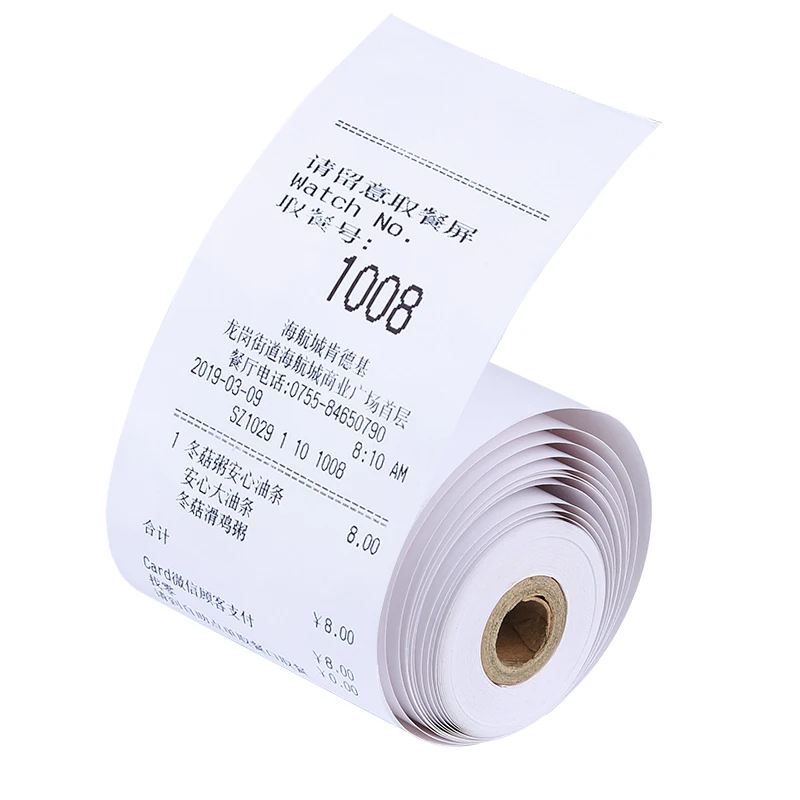 请留意取餐屏
Watch No.
取餐号:
1008
海航城肯德基
龙岗街道海航城商业广场首层
餐厅电话:0755-84650790
2019-03-09 8:10 AM
SZ1029 1 10 1008
1 冬菇粥安心油条 8.00
安心大油条
冬菇滑鸡粥
合计 ¥8.00
Card微信顾客支付 ¥8.00
找零 ¥0.00